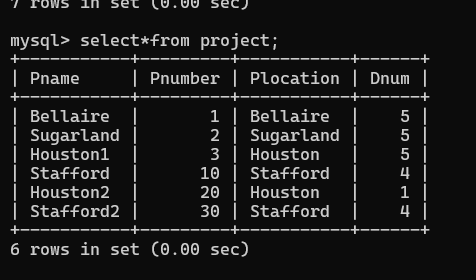 7 rows in set (0.00 sec)
mysql> select*from project;
+-----------+---------+-----------+------+
| Pname     | Pnumber | Plocation | Dnum |
+-----------+---------+-----------+------+
| Bellaire  |       1 | Bellaire  |    5 |
| Sugarland |       2 | Sugarland |    5 |
| Houston1  |       3 | Houston   |    5 |
| Stafford  |      10 | Stafford  |    4 |
| Houston2  |      20 | Houston   |    1 |
| Stafford2 |      30 | Stafford  |    4 |
+-----------+---------+-----------+------+
6 rows in set (0.00 sec)